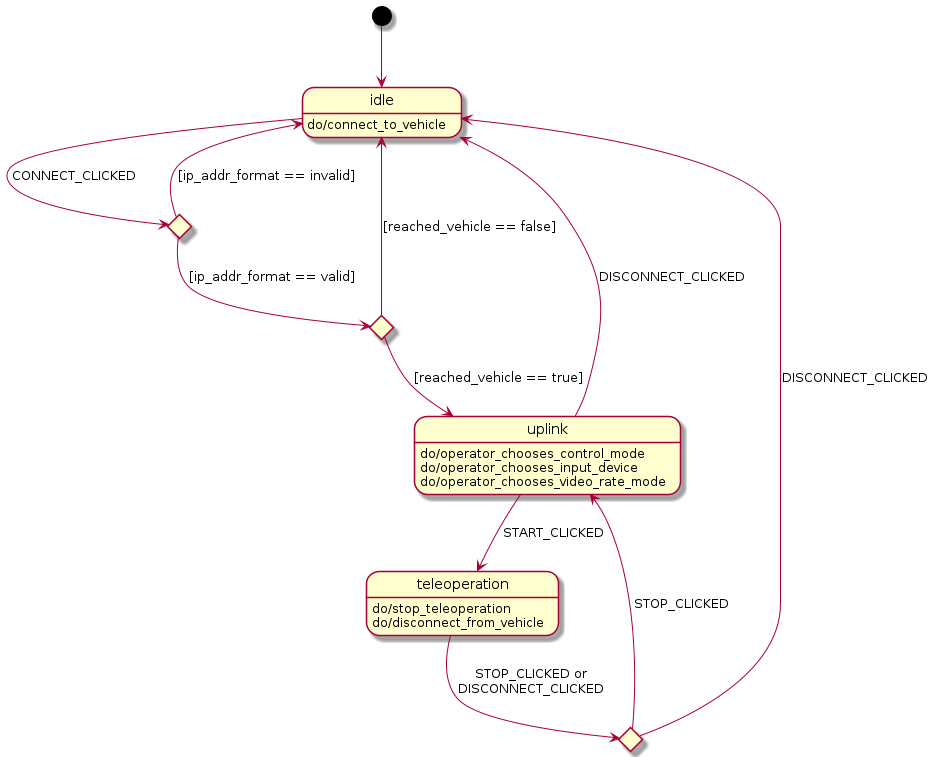 idle
do/connect_to_vehicle
CONNECT_CLICKED
[ip_addr_format == invalid]
[reached_vehicle == false]
[ip_addr_format == valid]
DISCONNECT_CLICKED
[reached_vehicle == true]
DISCONNECT_CLICKED
uplink
do/operator_chooses_control_mode
do/operator_chooses_input_device
do/operator_chooses_video_rate_mode
START_CLICKED
teleoperation
do/stop_teleoperation
do/disconnect_from_vehicle
STOP_CLICKED
STOP_CLICKED or
DISCONNECT_CLICKED